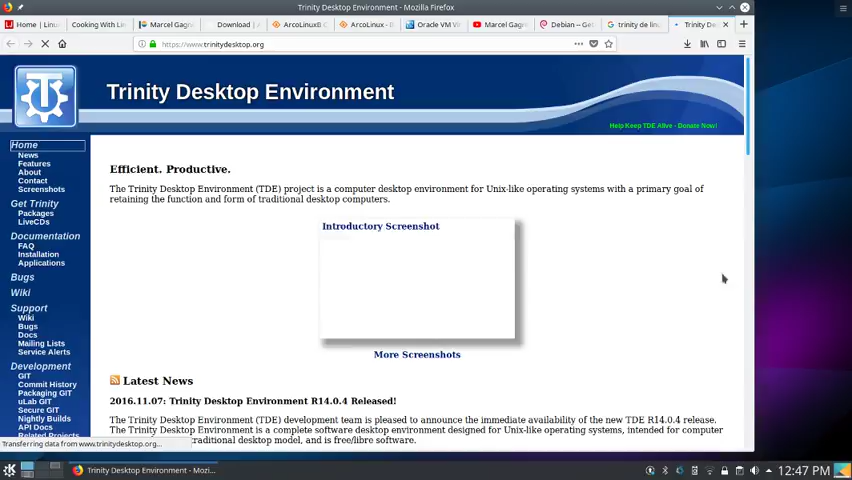 Trinity Desktop Environment - Mozilla Firefox
Home | Linux
Cooking With Lin
Marcel Gagn
Download | A
ArcoLinuxB C
ArcoLinux - B
Oracle VM Vir
Marcel Gagn
Debian -- Get
trinity de linu
Trinity Des
https://www.trinitydesktop.org
Trinity Desktop Environment
Help Keep TDE Alive - Donate Now!
Home
News
Features
About
Contact
Screenshots
Get Trinity
Packages
LiveCDs
Documentation
FAQ
Installation
Applications
Bugs
Wiki
Support
Wiki
Bugs
Docs
Mailing Lists
Service Alerts
Development
GIT
Commit History
Packaging GIT
uLab GIT
Secure GIT
Nightly Builds
API Docs
Related Projects
Efficient. Productive.
The Trinity Desktop Environment (TDE) project is a computer desktop environment for Unix-like operating systems with a primary goal of
retaining the function and form of traditional desktop computers.
Introductory Screenshot
More Screenshots
Latest News
2016.11.07: Trinity Desktop Environment R14.0.4 Released!
The Trinity Desktop Environment (TDE) development team is pleased to announce the immediate availability of the new TDE R14.0.4 release.
The Trinity Desktop Environment is a complete software desktop environment designed for Unix-like operating systems, intended for computer
traditional desktop model, and is free/libre software.
Transferring data from www.trinitydesktop.org...
Trinity Desktop Environment - Mozi...
12:47 PM